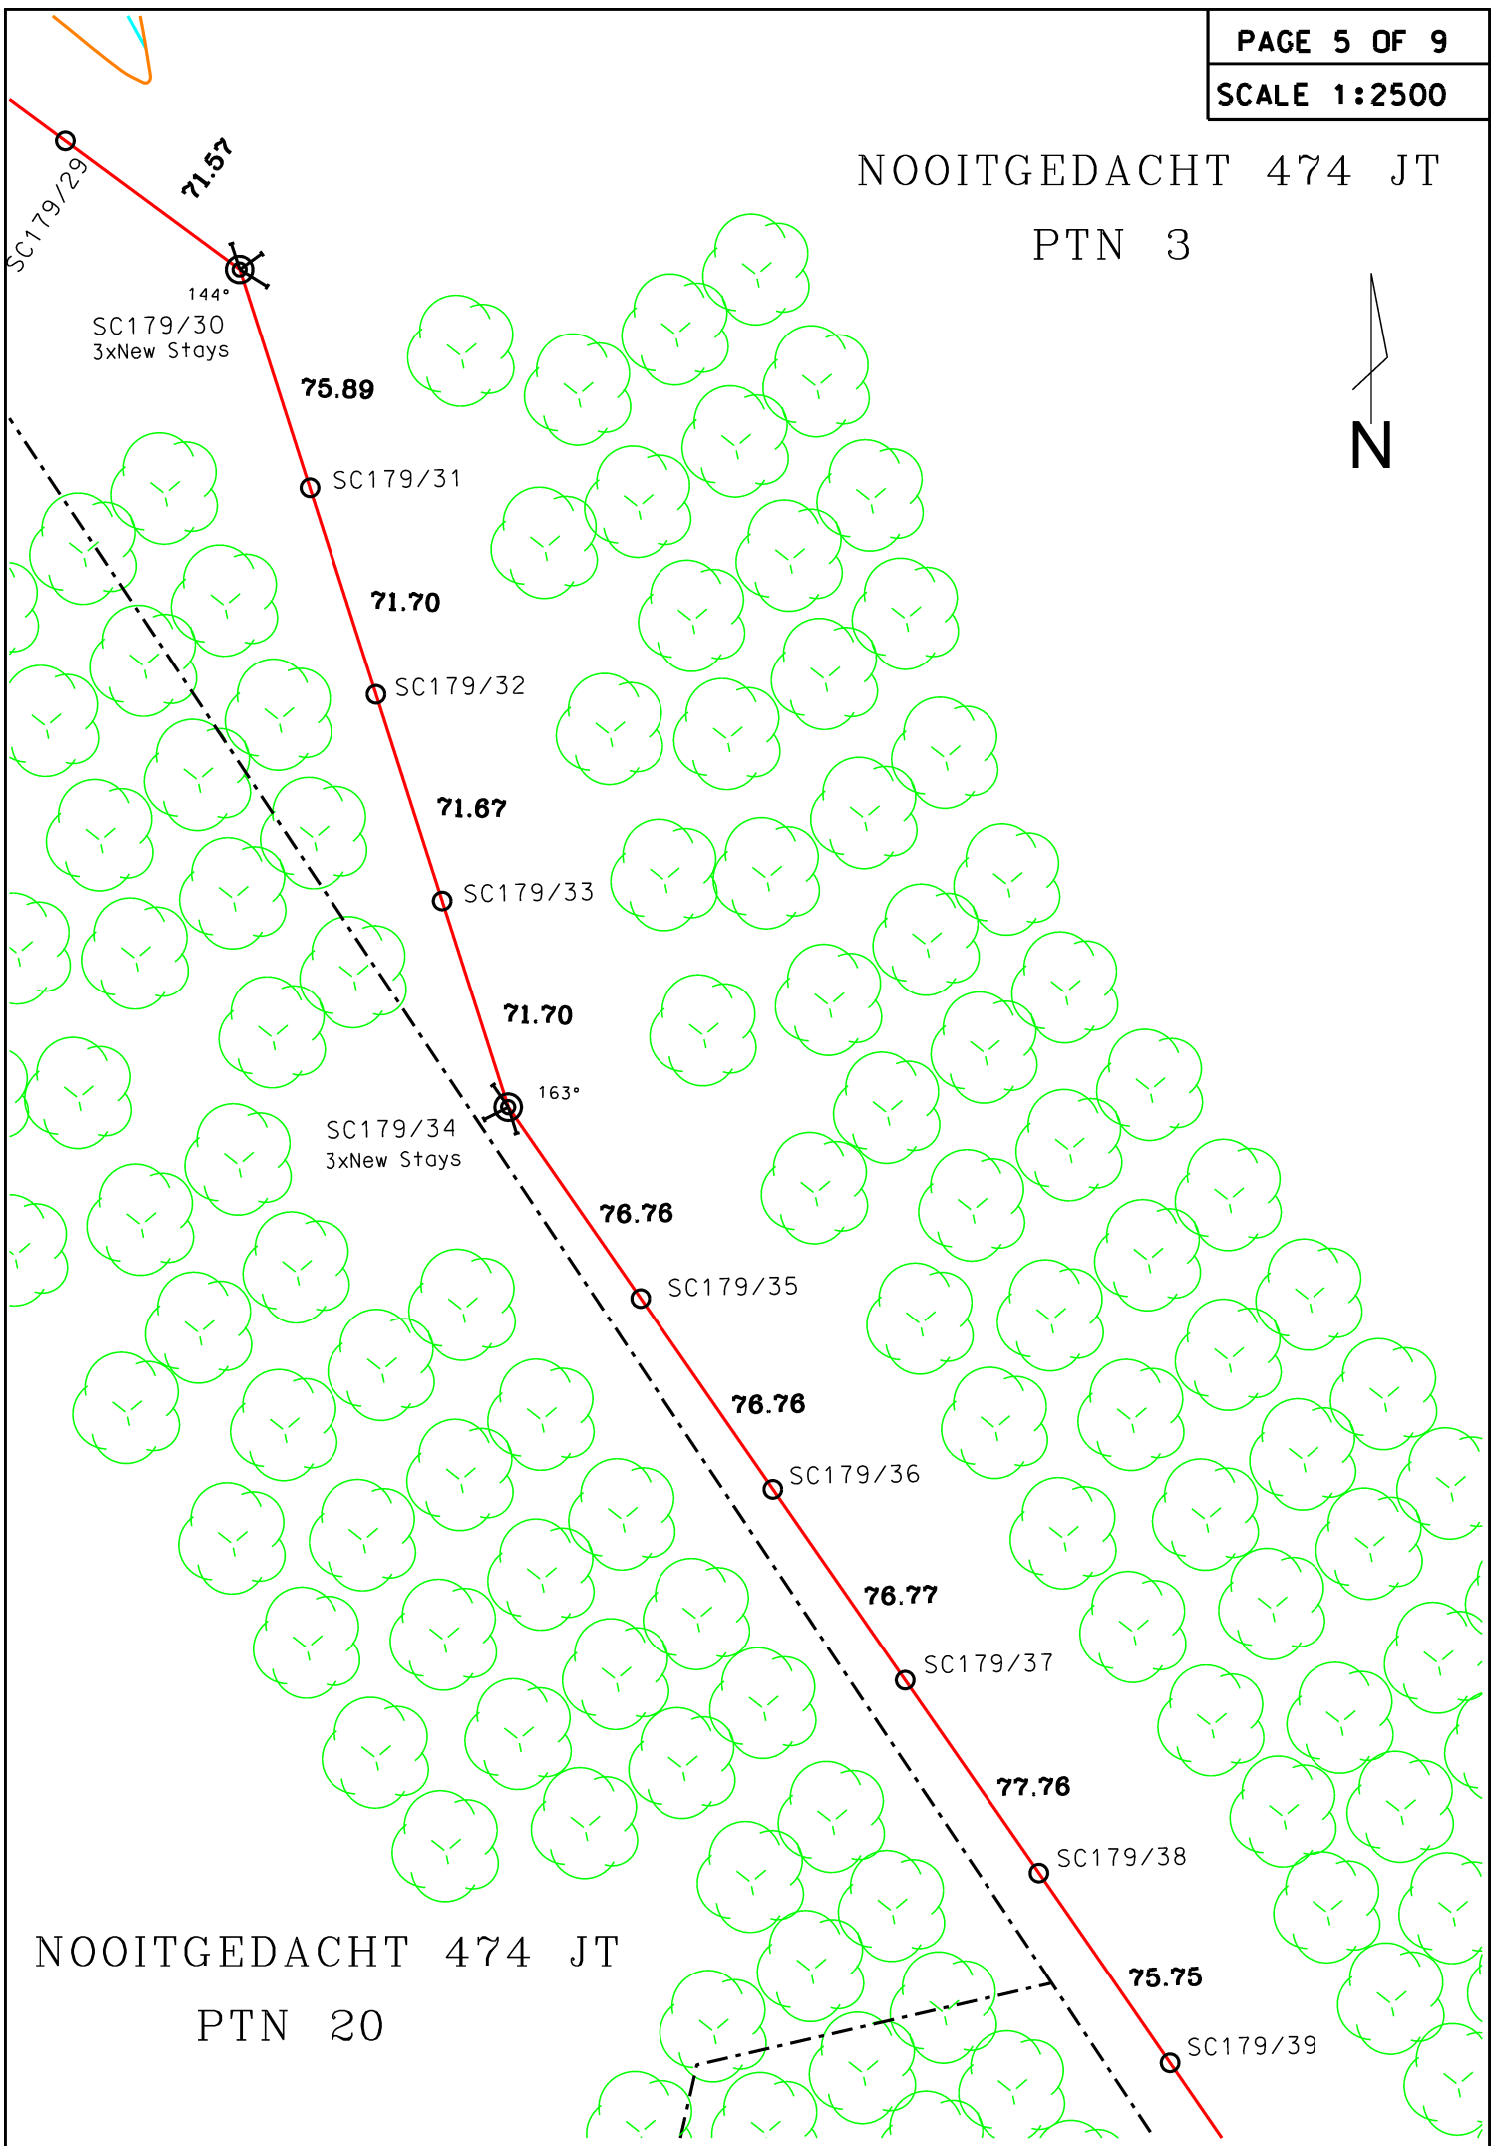 PAGE 5 OF 9
SCALE 1:2500
NOOITGEDACHT 474 JT
PTN 3
N
SC179/29
71.57
144°
SC179/30
3xNew Stays
75.89
SC179/31
71.70
SC179/32
71.67
SC179/33
71.70
163°
SC179/34
3xNew Stays
76.76
SC179/35
76.76
SC179/36
76.77
SC179/37
77.76
SC179/38
75.75
SC179/39
NOOITGEDACHT 474 JT
PTN 20